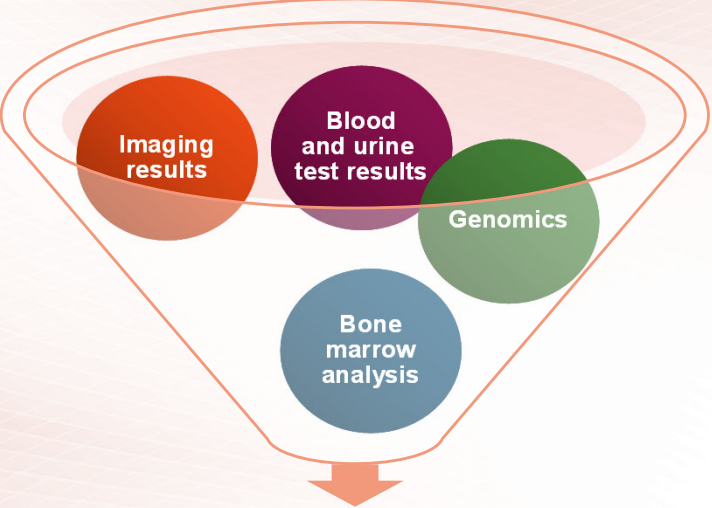 Imaging
results
Blood
and urine
test results
Genomics
Bone
marrow
analysis